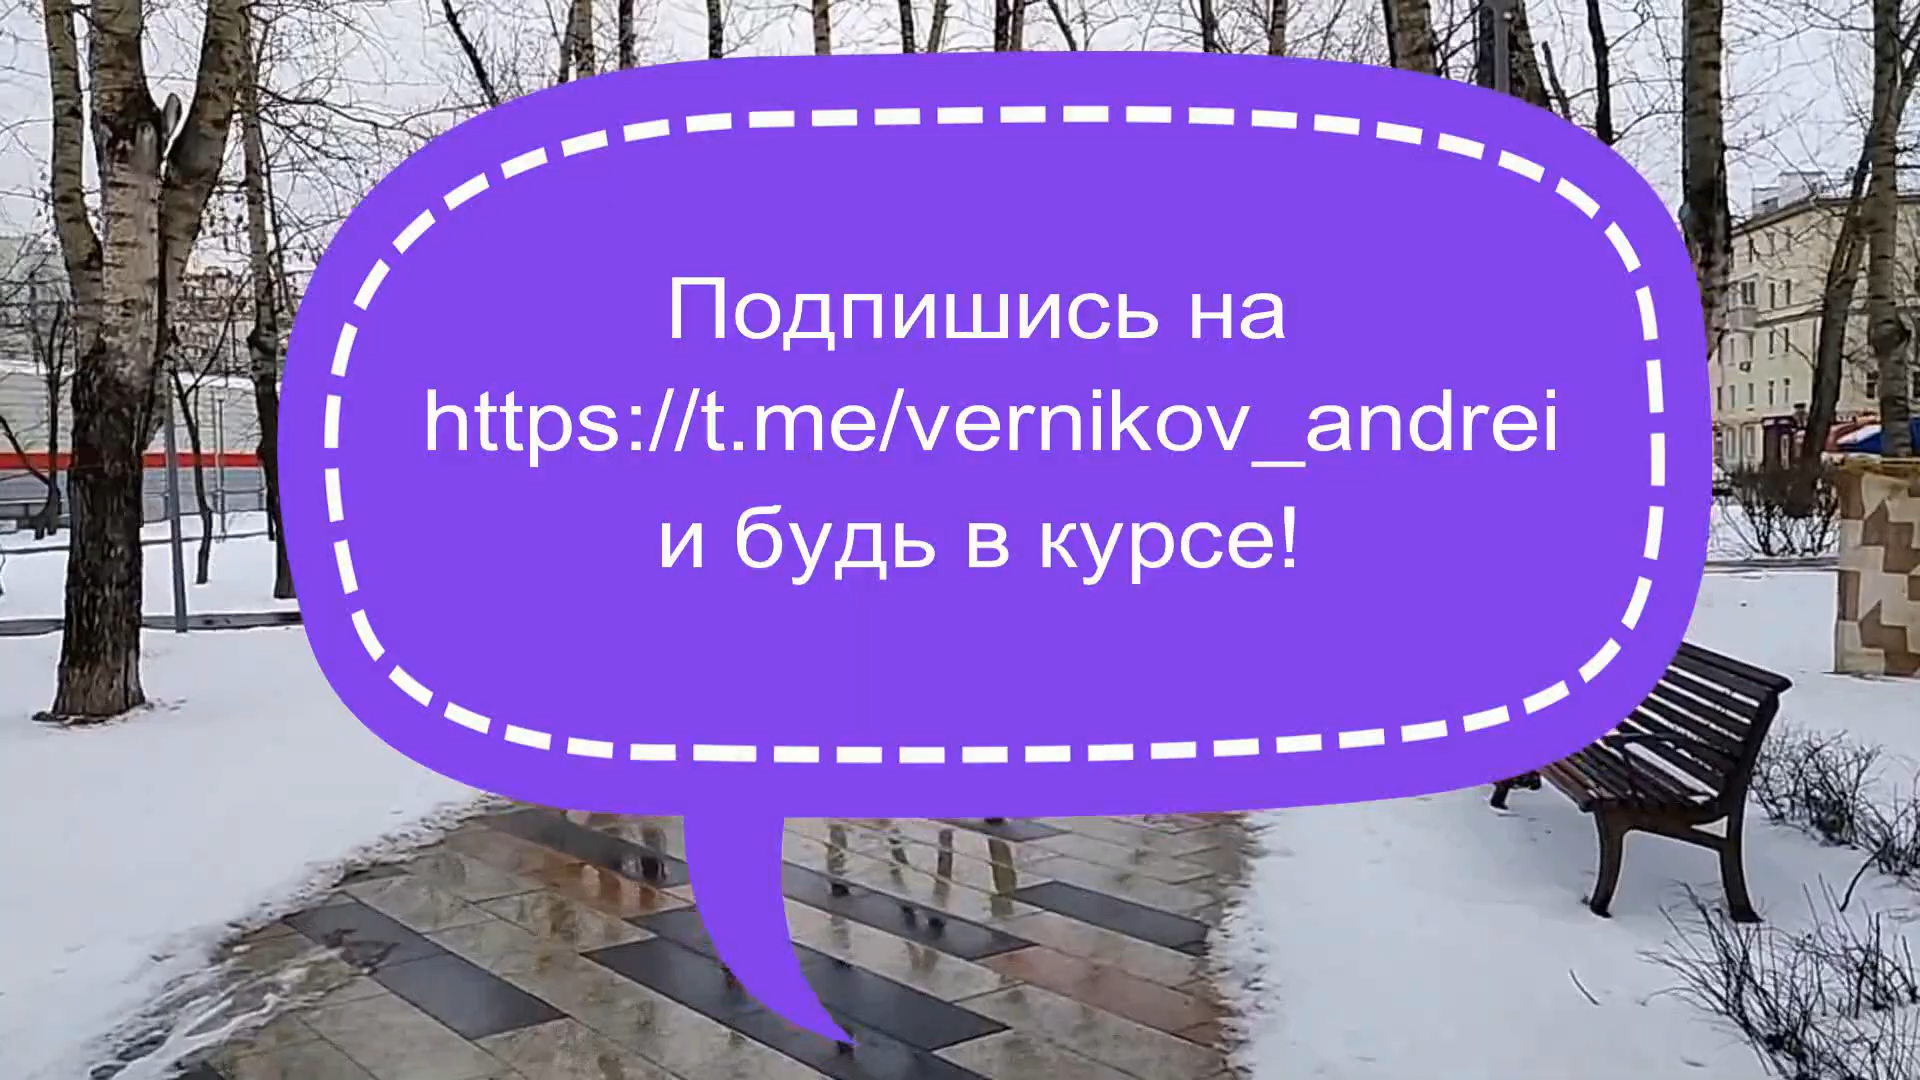 Подпишись на
https://t.me/vernikov_andrei
и будь в курсе!